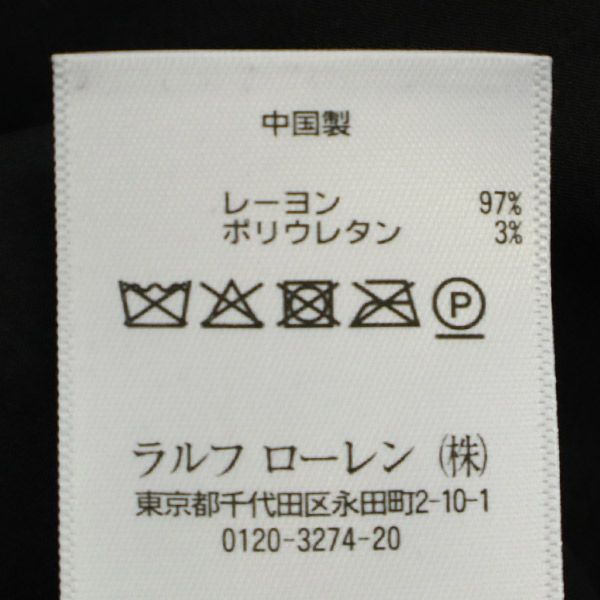 中国製
レーヨン 97%
ポリウレタン 3%
P
ラルフ ローレン (株)
東京都千代田区永田町2-10-1
0120-3274-20